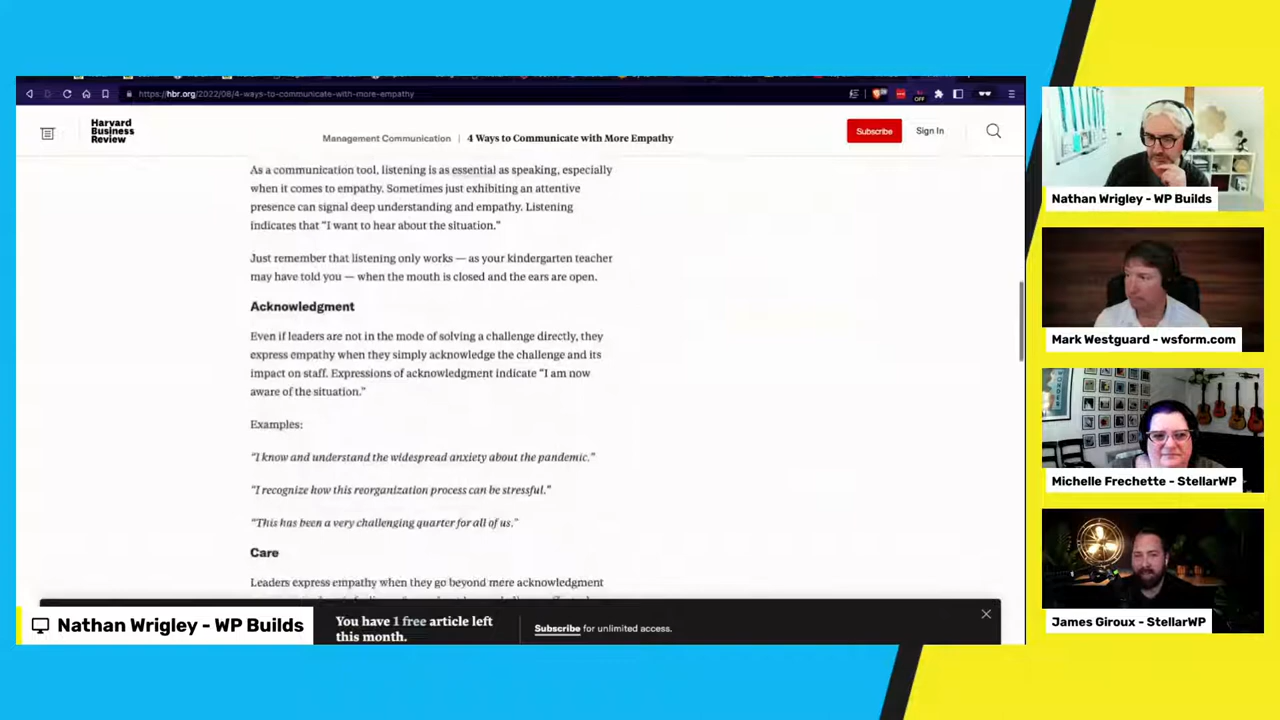 https://hbr.org/2022/08/4-ways-to-communicate-with-more-empathy
OFF
Harvard
Business
Review
Management Communication | 4 Ways to Communicate with More Empathy
Subscribe
Sign In
As a communication tool, listening is as essential as speaking, especially
when it comes to empathy. Sometimes just exhibiting an attentive
presence can signal deep understanding and empathy. Listening
indicates that “I want to hear about the situation.”
Just remember that listening only works — as your kindergarten teacher
may have told you — when the mouth is closed and the ears are open.
Acknowledgment
Even if leaders are not in the mode of solving a challenge directly, they
express empathy when they simply acknowledge the challenge and its
impact on staff. Expressions of acknowledgment indicate “I am now
aware of the situation.”
Examples:
“I know and understand the widespread anxiety about the pandemic.”
“I recognize how this reorganization process can be stressful.”
“This has been a very challenging quarter for all of us.”
Care
Leaders express empathy when they go beyond mere acknowledgment
You have 1 free article left
this month.
Subscribe for unlimited access.
Nathan Wrigley - WP Builds
Nathan Wrigley - WP Builds
Mark Westguard - wsform.com
Michelle Frechette - StellarWP
James Giroux - StellarWP